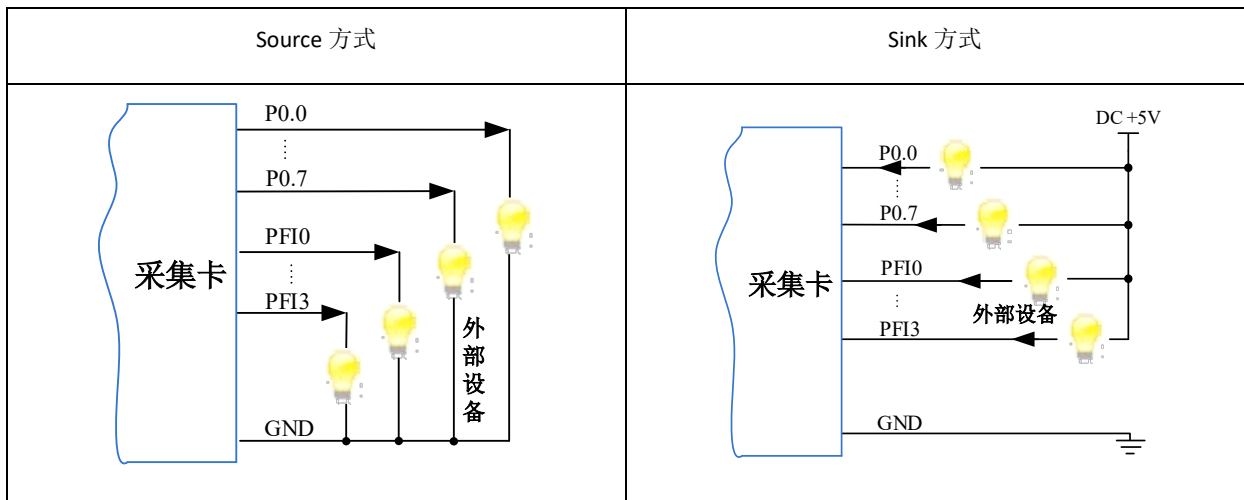 Source 方式
Sink 方式
P0.0
P0.7
PFI0
PFI3
采集卡
外部设备
GND
DC +5V
P0.0
P0.7
PFI0
采集卡
外部设备
PFI3
GND